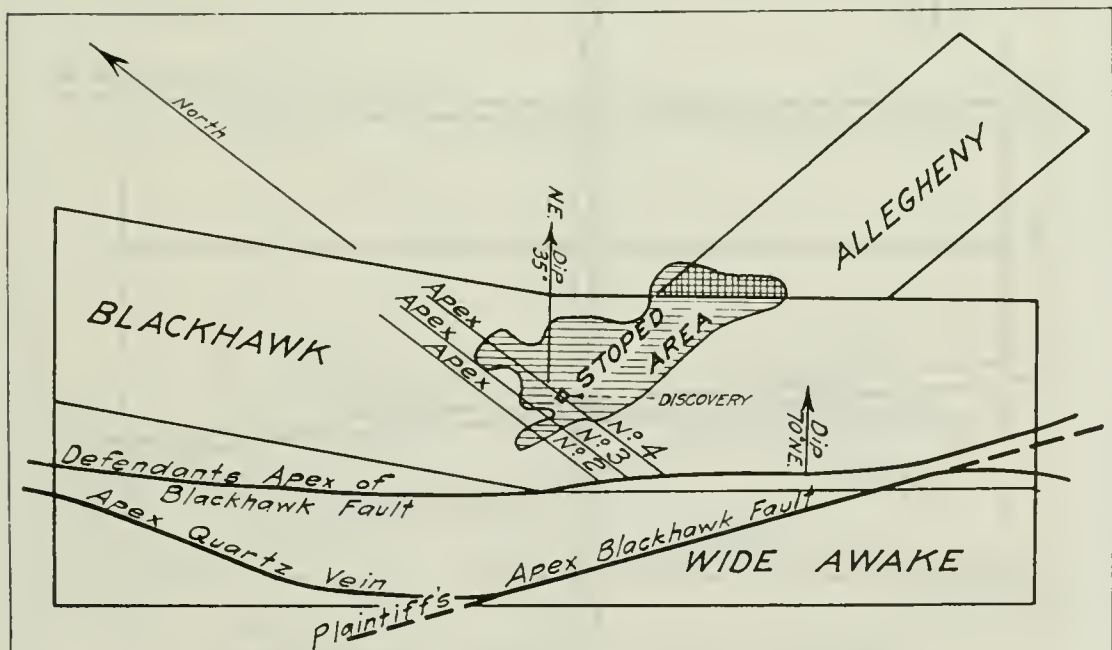 North
ALLEGHENY
BLACKHAWK
NE.
Dip
35°
Apex
Apex
Apex
STOPED
AREA
DISCOVERY
Nº 4
Nº 3
Nº 2
Dip
70°NE.
Defendants Apex of
Blackhawk Fault
Apex Quartz Vein
Plaintiff's Apex Blackhawk Fault
WIDE AWAKE